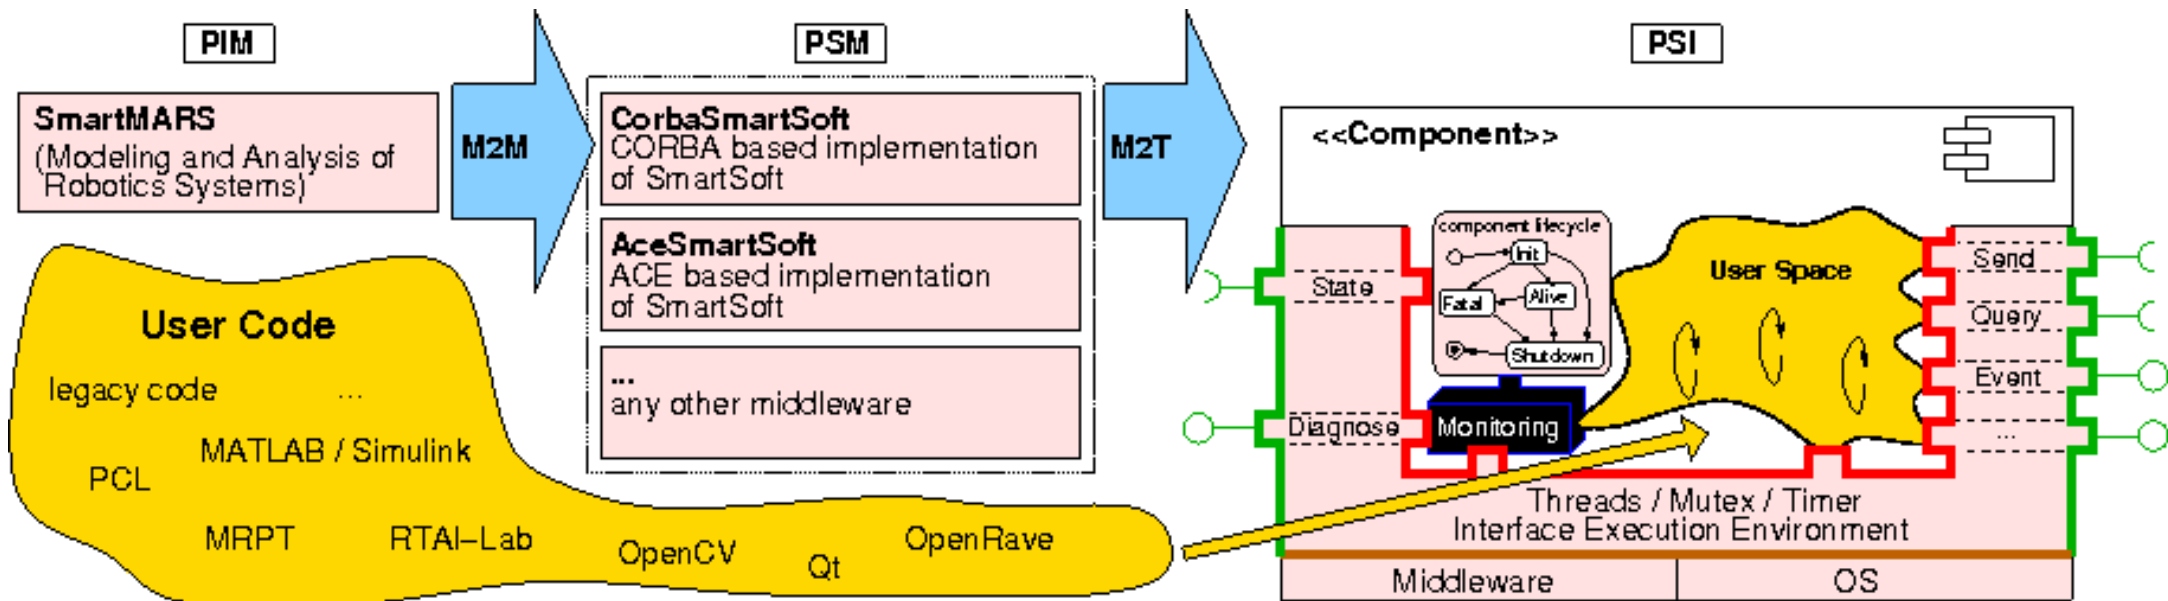 PIM
PSM
PSI
SmartMARS
(Modeling and Analysis of
Robotics Systems)
M2M
CorbaSmartSoft
CORBA based implementation
of SmartSoft
AceSmartSoft
ACE based implementation
of SmartSoft
...
any other middleware
M2T
<<Component>>
component lifecycle
Init
Fatal
Alive
Shutdown
User Space
State
Diagnose
Monitoring
Send
Query
Event
...
Threads / Mutex / Timer
Interface Execution Environment
Middleware
OS
User Code
legacy code
...
MATLAB / Simulink
PCL
MRPT
RTAI–Lab
OpenCV
Qt
OpenRave